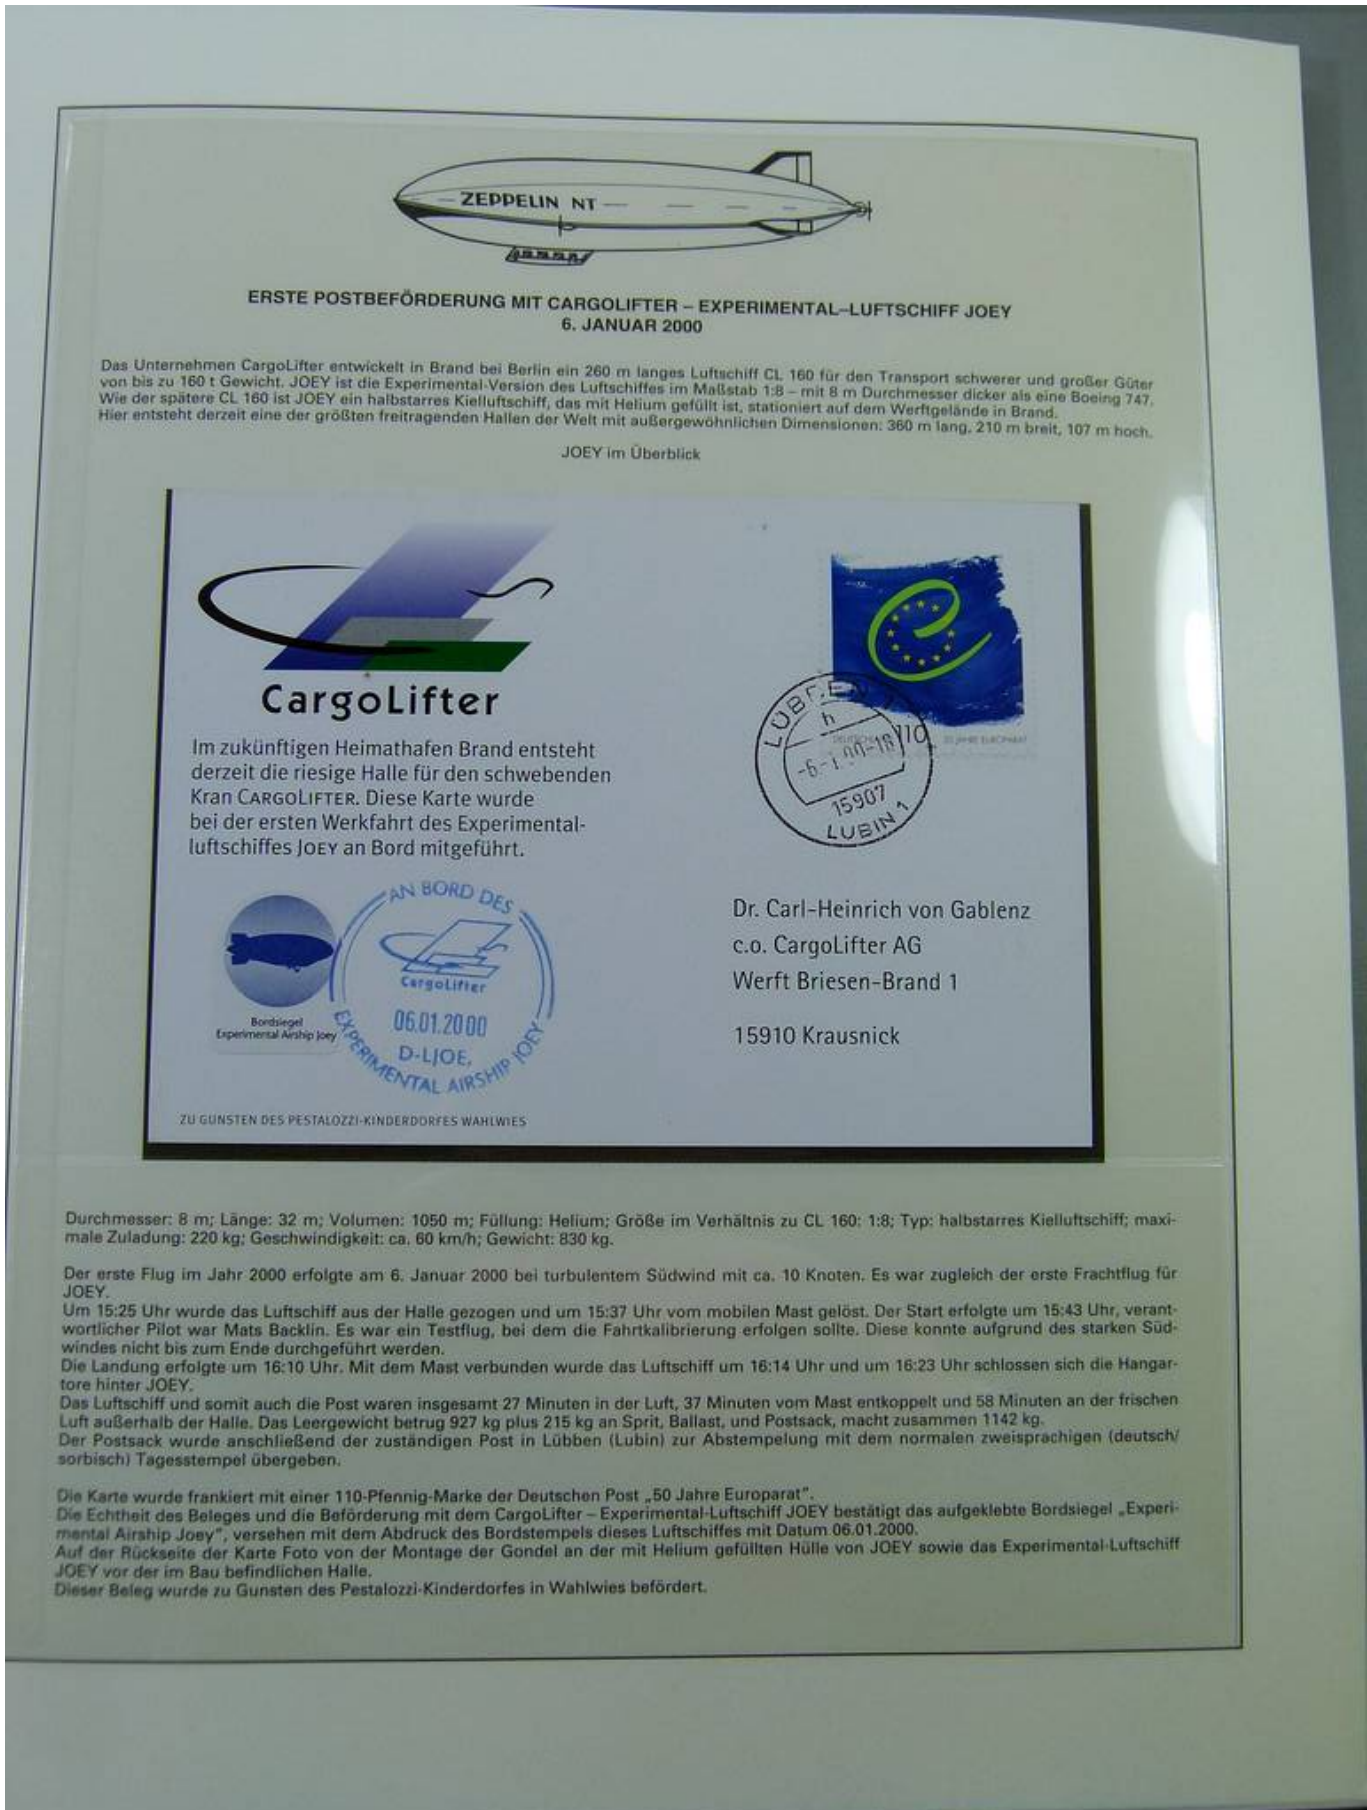 ZEPPELIN NT
ERSTE POSTBEFÖRDERUNG MIT CARGOLIFTER – EXPERIMENTAL–LUFTSCHIFF JOEY
6. JANUAR 2000
Das Unternehmen CargoLifter entwickelt in Brand bei Berlin ein 260 m langes Luftschiff CL 160 für den Transport schwerer und großer Güter
von bis zu 160 t Gewicht. JOEY ist die Experimental-Version des Luftschiffes im Maßstab 1:8 – mit 8 m Durchmesser dicker als eine Boeing 747.
Wie der spätere CL 160 ist JOEY ein halbstarres Kielluftschiff, das mit Helium gefüllt ist, stationiert auf dem Werftgelände in Brand.
Hier entsteht derzeit eine der größten freitragenden Hallen der Welt mit außergewöhnlichen Dimensionen: 360 m lang, 210 m breit, 107 m hoch.
JOEY im Überblick
CargoLifter
Im zukünftigen Heimathafen Brand entsteht
derzeit die riesige Halle für den schwebenden
Kran CARGOLIFTER. Diese Karte wurde
bei der ersten Werkfahrt des Experimental-
luftschiffes JOEY an Bord mitgeführt.
DEUTSCHLAND 110 50 JAHRE EUROPARAT
LÜBBEN 1
h
-6-1.00-18
15907
LUBIN 1
Dr. Carl-Heinrich von Gablenz
c.o. CargoLifter AG
Werft Briesen-Brand 1
15910 Krausnick
Bordsiegel
Experimental Airship Joey
AN BORD DES
CargoLifter
06.01.2000
D-LJOE,
EXPERIMENTAL AIRSHIP JOEY
ZU GUNSTEN DES PESTALOZZI-KINDERDORFES WAHLWIES
Durchmesser: 8 m; Länge: 32 m; Volumen: 1050 m; Füllung: Helium; Größe im Verhältnis zu CL 160: 1:8; Typ: halbstarres Kielluftschiff; maxi-
male Zuladung: 220 kg; Geschwindigkeit: ca. 60 km/h; Gewicht: 830 kg.
Der erste Flug im Jahr 2000 erfolgte am 6. Januar 2000 bei turbulentem Südwind mit ca. 10 Knoten. Es war zugleich der erste Frachtflug für
JOEY.
Um 15:25 Uhr wurde das Luftschiff aus der Halle gezogen und um 15:37 Uhr vom mobilen Mast gelöst. Der Start erfolgte um 15:43 Uhr, verant-
wortlicher Pilot war Mats Backlin. Es war ein Testflug, bei dem die Fahrtkalibrierung erfolgen sollte. Diese konnte aufgrund des starken Süd-
windes nicht bis zum Ende durchgeführt werden.
Die Landung erfolgte um 16:10 Uhr. Mit dem Mast verbunden wurde das Luftschiff um 16:14 Uhr und um 16:23 Uhr schlossen sich die Hangar-
tore hinter JOEY.
Das Luftschiff und somit auch die Post waren insgesamt 27 Minuten in der Luft, 37 Minuten vom Mast entkoppelt und 58 Minuten an der frischen
Luft außerhalb der Halle. Das Leergewicht betrug 927 kg plus 215 kg an Sprit, Ballast, und Postsack, macht zusammen 1142 kg.
Der Postsack wurde anschließend der zuständigen Post in Lübben (Lubin) zur Abstempelung mit dem normalen zweisprachigen (deutsch/
sorbisch) Tagesstempel übergeben.
Die Karte wurde frankiert mit einer 110-Pfennig-Marke der Deutschen Post „50 Jahre Europarat".
Die Echtheit des Beleges und die Beförderung mit dem CargoLifter – Experimental-Luftschiff JOEY bestätigt das aufgeklebte Bordsiegel „Experi-
mental Airship Joey", versehen mit dem Abdruck des Bordstempels dieses Luftschiffes mit Datum 06.01.2000.
Auf der Rückseite der Karte Foto von der Montage der Gondel an der mit Helium gefüllten Hülle von JOEY sowie das Experimental-Luftschiff
JOEY vor der im Bau befindlichen Halle.
Dieser Beleg wurde zu Gunsten des Pestalozzi-Kinderdorfes in Wahlwies befördert.